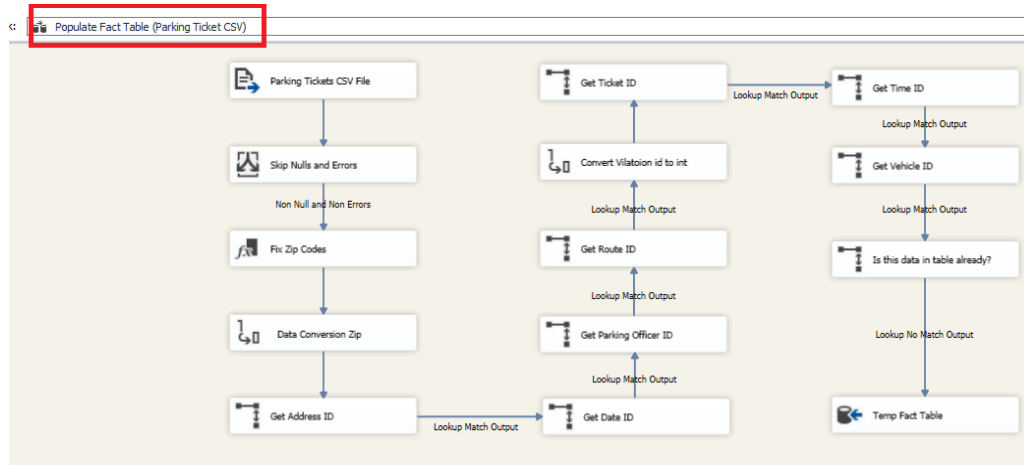 Populate Fact Table (Parking Ticket CSV)
Parking Tickets CSV File
Skip Nulls and Errors
Non Null and Non Errors
Fix Zip Codes
Data Conversion Zip
Get Address ID
Lookup Match Output
Get Date ID
Lookup Match Output
Get Parking Officer ID
Lookup Match Output
Get Route ID
Lookup Match Output
Convert Vilatoion id to int
Get Ticket ID
Lookup Match Output
Get Time ID
Lookup Match Output
Get Vehicle ID
Lookup Match Output
Is this data in table already?
Lookup No Match Output
Temp Fact Table